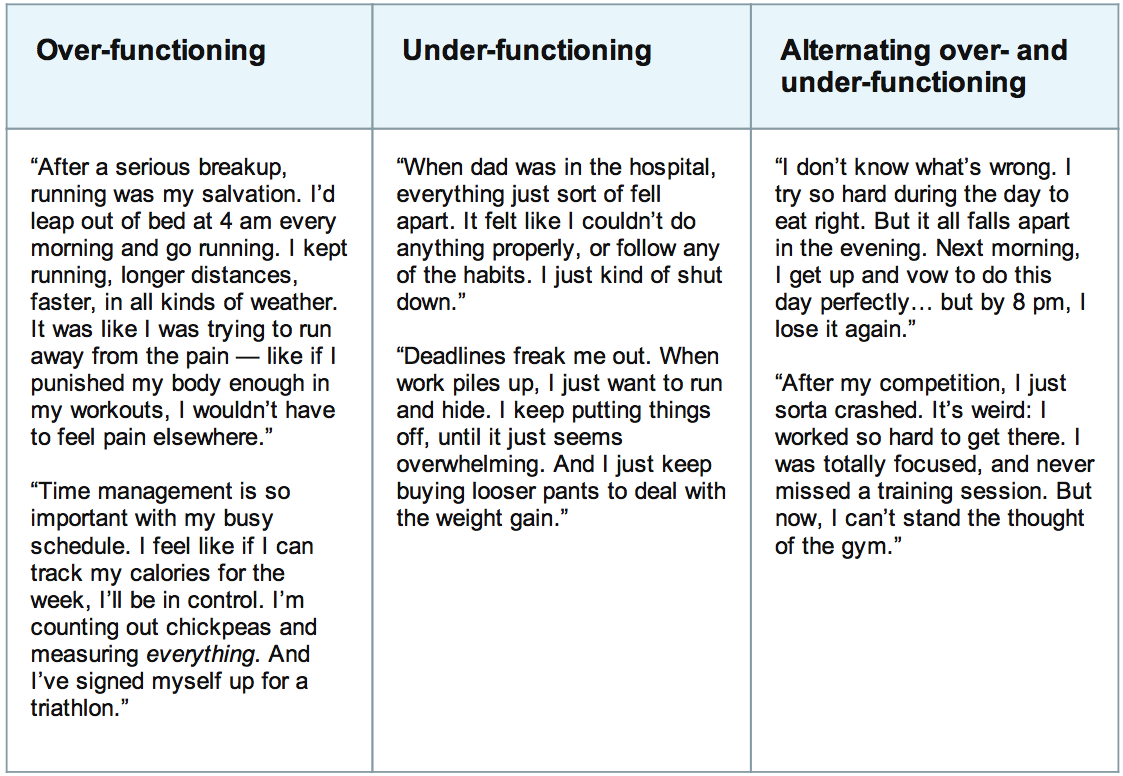 Over-functioning
Under-functioning
Alternating over- and
under-functioning
“After a serious breakup,
running was my salvation. I’d
leap out of bed at 4 am every
morning and go running. I kept
running, longer distances,
faster, in all kinds of weather.
It was like I was trying to run
away from the pain — like if I
punished my body enough in
my workouts, I wouldn’t have
to feel pain elsewhere.”
“Time management is so
important with my busy
schedule. I feel like if I can
track my calories for the
week, I’ll be in control. I’m
counting out chickpeas and
measuring everything. And
I’ve signed myself up for a
triathlon.”
“When dad was in the hospital,
everything just sort of fell
apart. It felt like I couldn’t do
anything properly, or follow any
of the habits. I just kind of shut
down.”
“Deadlines freak me out. When
work piles up, I just want to run
and hide. I keep putting things
off, until it just seems
overwhelming. And I just keep
buying looser pants to deal with
the weight gain.”
“I don’t know what’s wrong. I
try so hard during the day to
eat right. But it all falls apart
in the evening. Next morning,
I get up and vow to do this
day perfectly… but by 8 pm, I
lose it again.”
“After my competition, I just
sorta crashed. It’s weird: I
worked so hard to get there. I
was totally focused, and never
missed a training session. But
now, I can’t stand the thought
of the gym.”